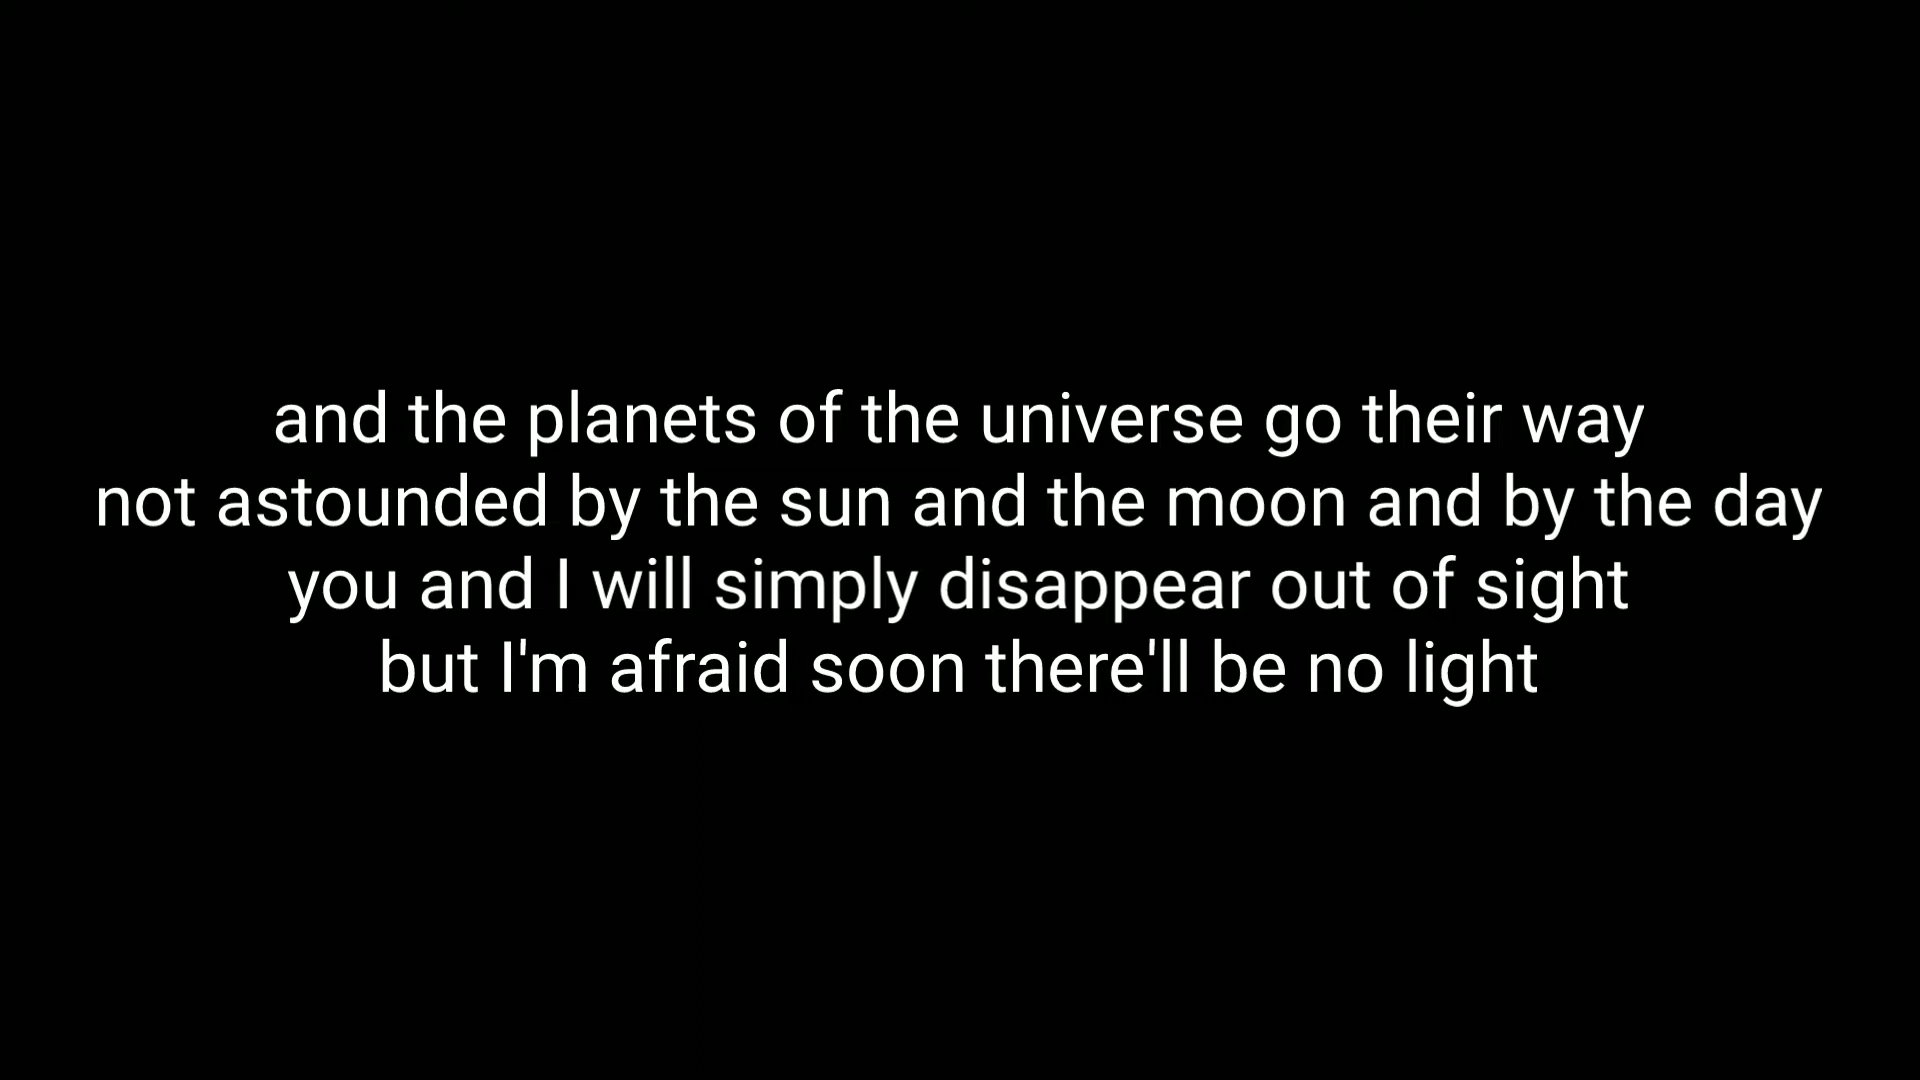 and the planets of the universe go their way
not astounded by the sun and the moon and by the day
you and I will simply disappear out of sight
but I'm afraid soon there'll be no light